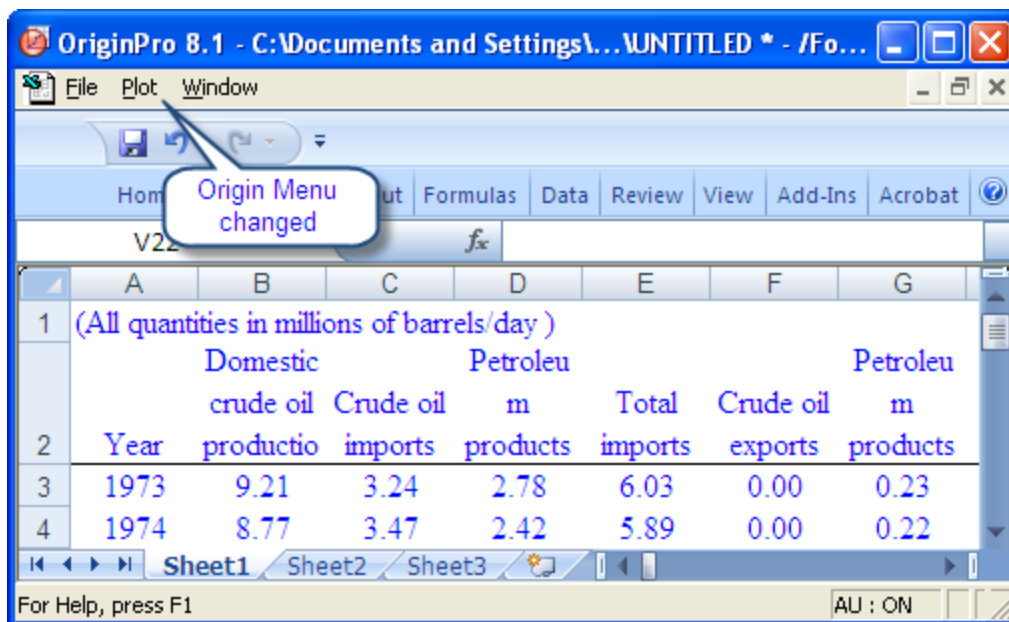 OriginPro 8.1 - C:\Documents and Settings\...\UNTITLED * - /Fo...
File Plot Window
Origin Menu
changed
Formulas Data Review View Add-Ins Acrobat
fx
A B C D E F G
1 (All quantities in millions of barrels/day )
Domestic Petroleu Petroleu
crude oil Crude oil m Total Crude oil m
2 Year productio imports products imports exports products
3 1973 9.21 3.24 2.78 6.03 0.00 0.23
4 1974 8.77 3.47 2.42 5.89 0.00 0.22
Sheet1 Sheet2 Sheet3
For Help, press F1 AU : ON